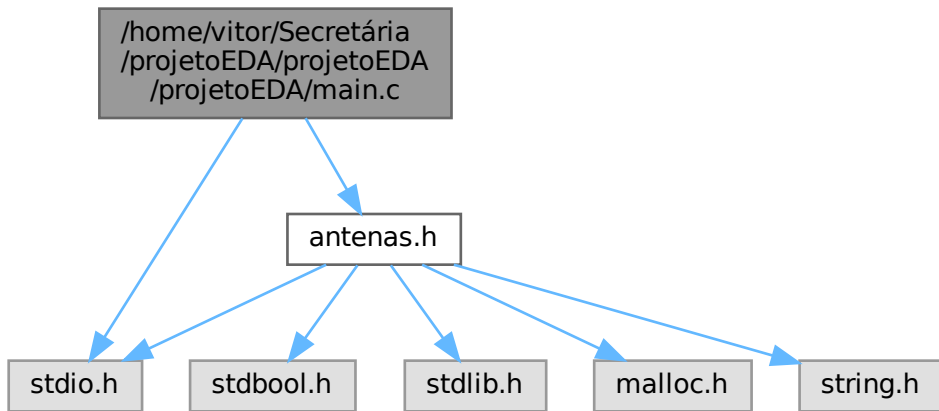 /home/vitor/Secretária
/projetoEDA/projetoEDA
/projetoEDA/main.c
antenas.h
stdio.h
stdbool.h
stdlib.h
malloc.h
string.h